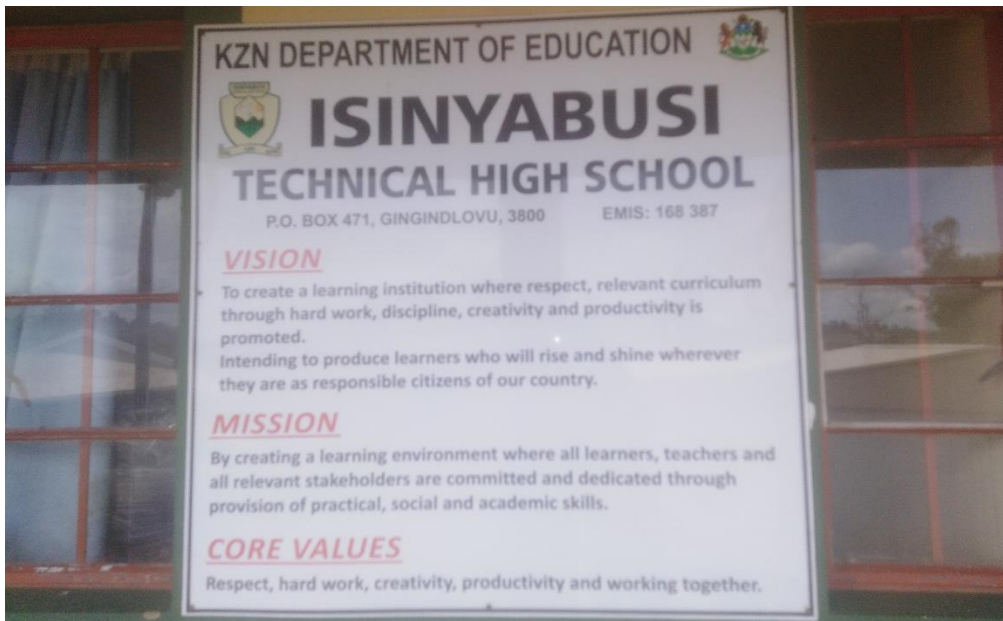 KZN DEPARTMENT OF EDUCATION
ISINYABUSI
TECHNICAL HIGH SCHOOL
P.O. BOX 471, GINGINDLOVU, 3800 EMIS: 168 387
VISION
To create a learning institution where respect, relevant curriculum
through hard work, discipline, creativity and productivity is
promoted.
Intending to produce learners who will rise and shine wherever
they are as responsible citizens of our country.
MISSION
By creating a learning environment where all learners, teachers and
all relevant stakeholders are committed and dedicated through
provision of practical, social and academic skills.
CORE VALUES
Respect, hard work, creativity, productivity and working together.